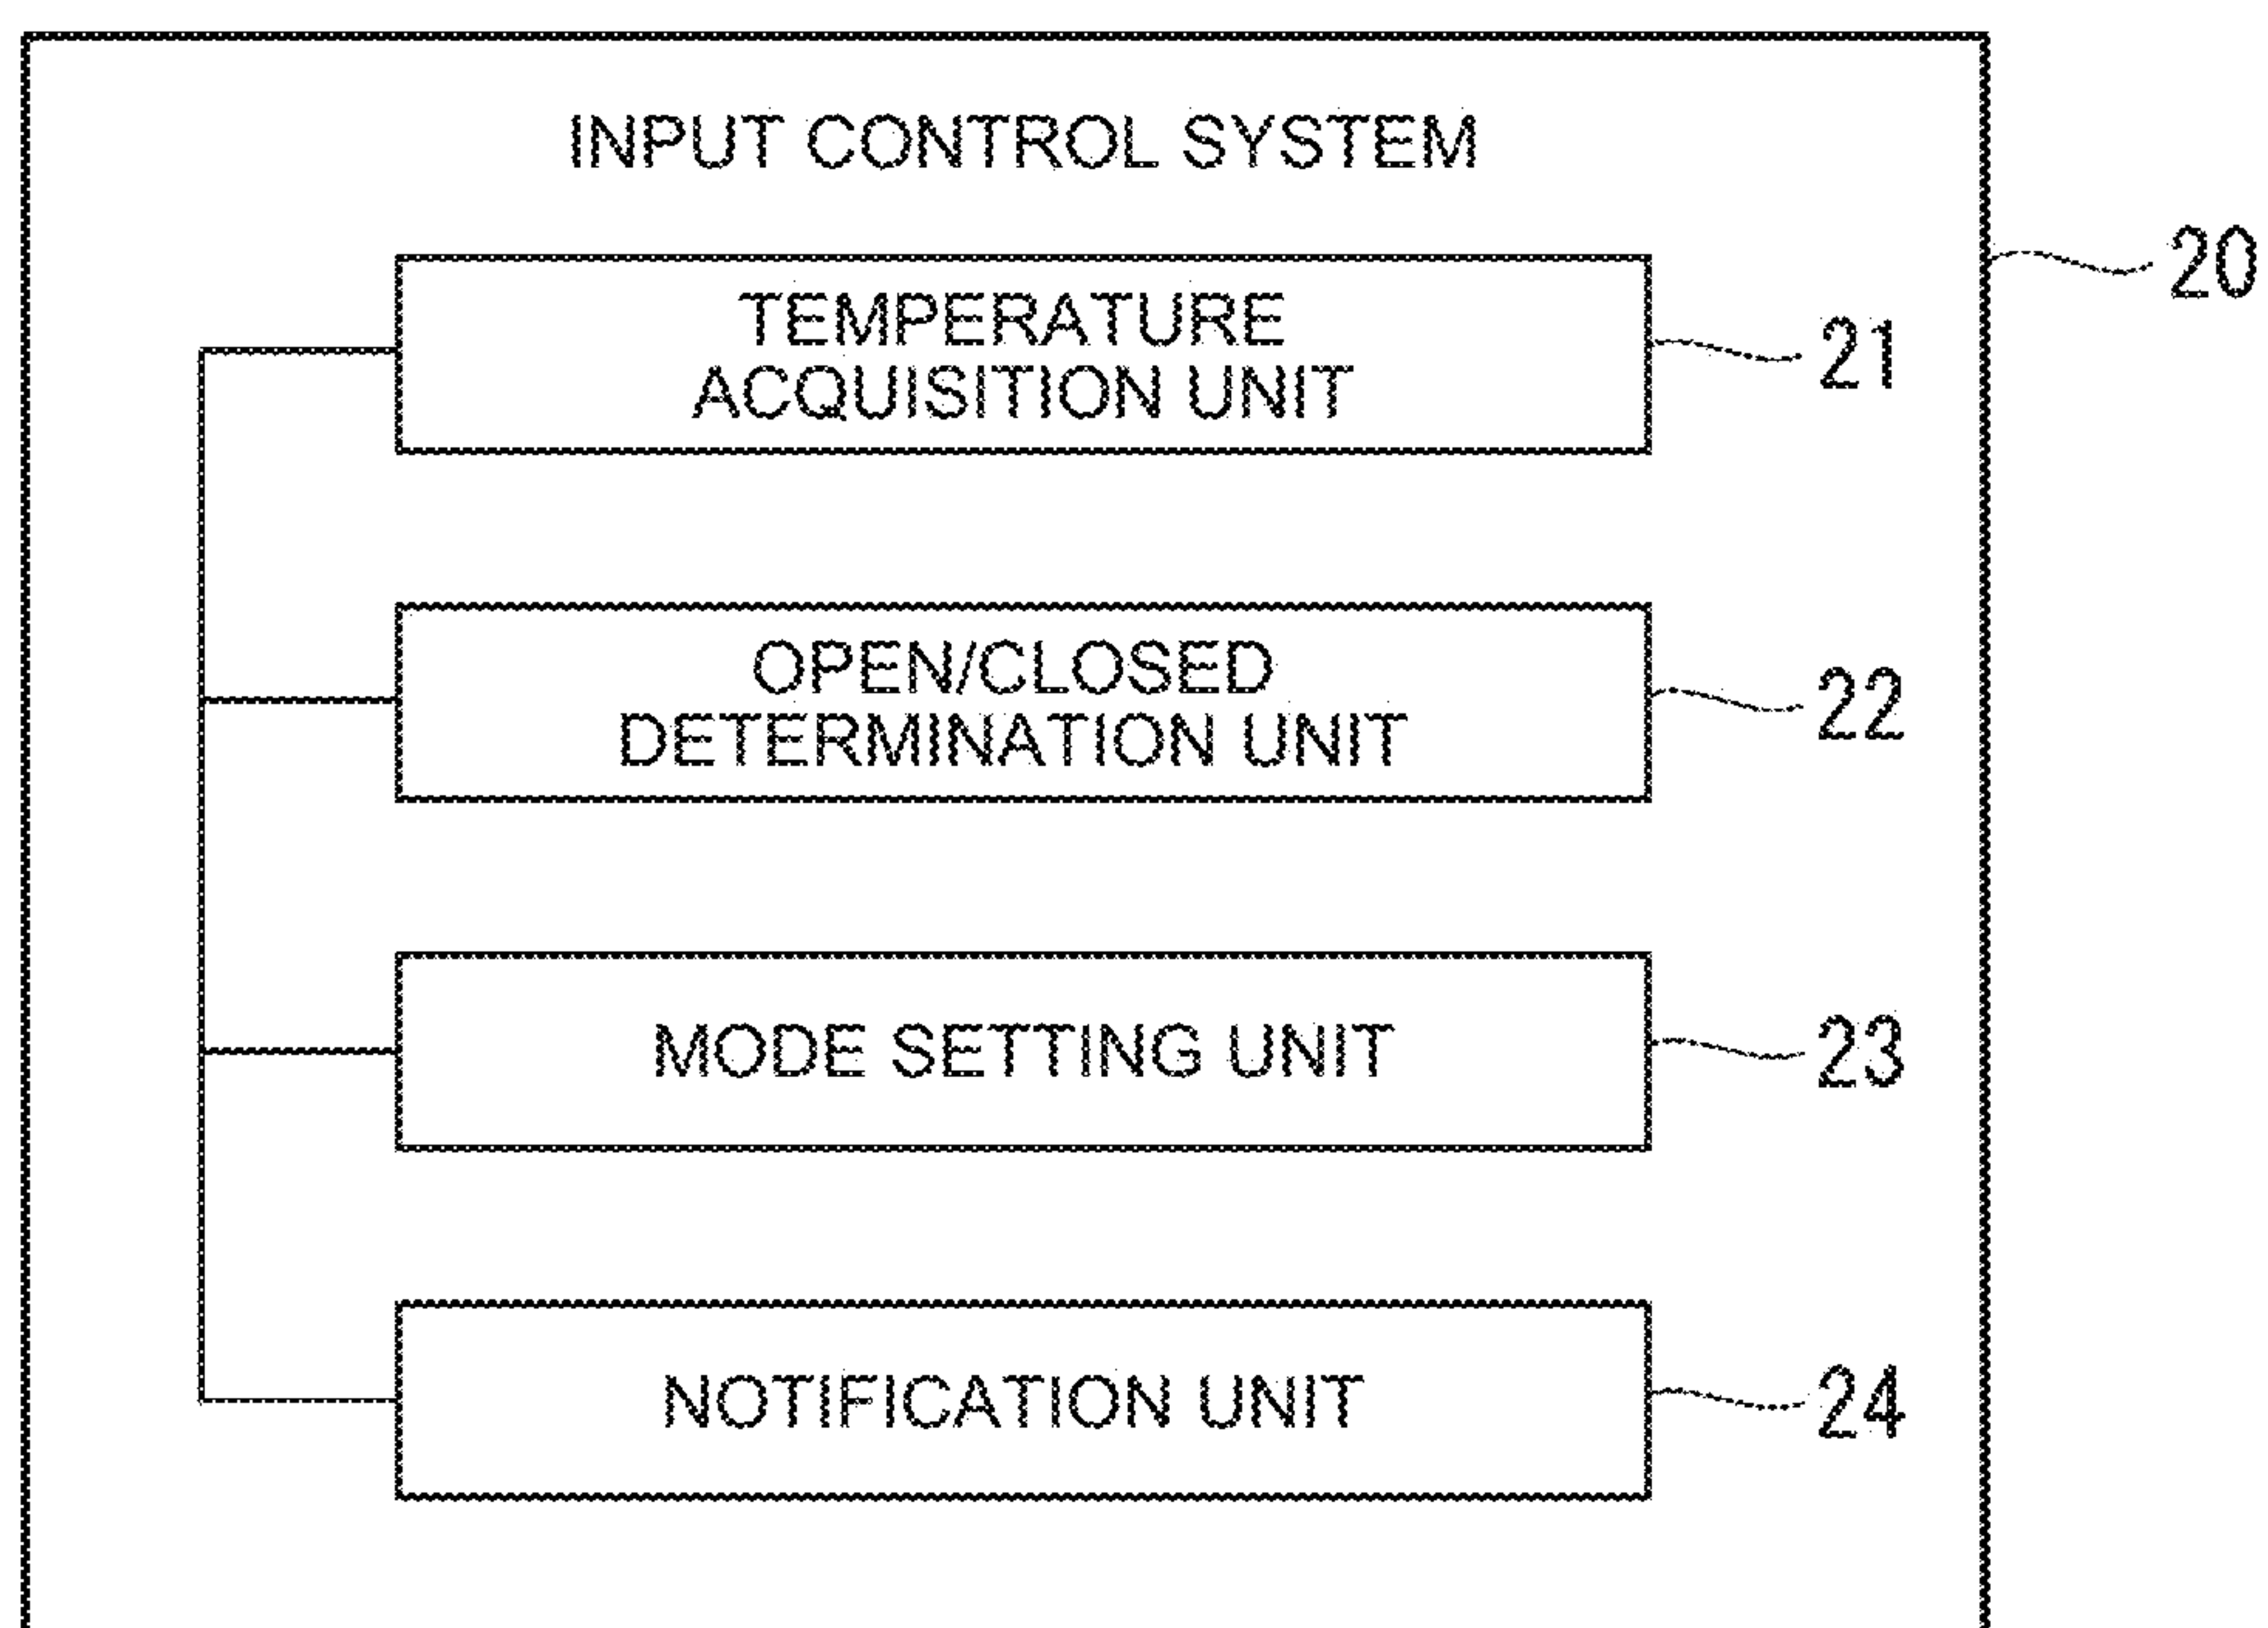 INPUT CONTROL SYSTEM
20
TEMPERATURE
ACQUISITION UNIT
21
OPEN/CLOSED
DETERMINATION UNIT
22
MODE SETTING UNIT
23
NOTIFICATION UNIT
24